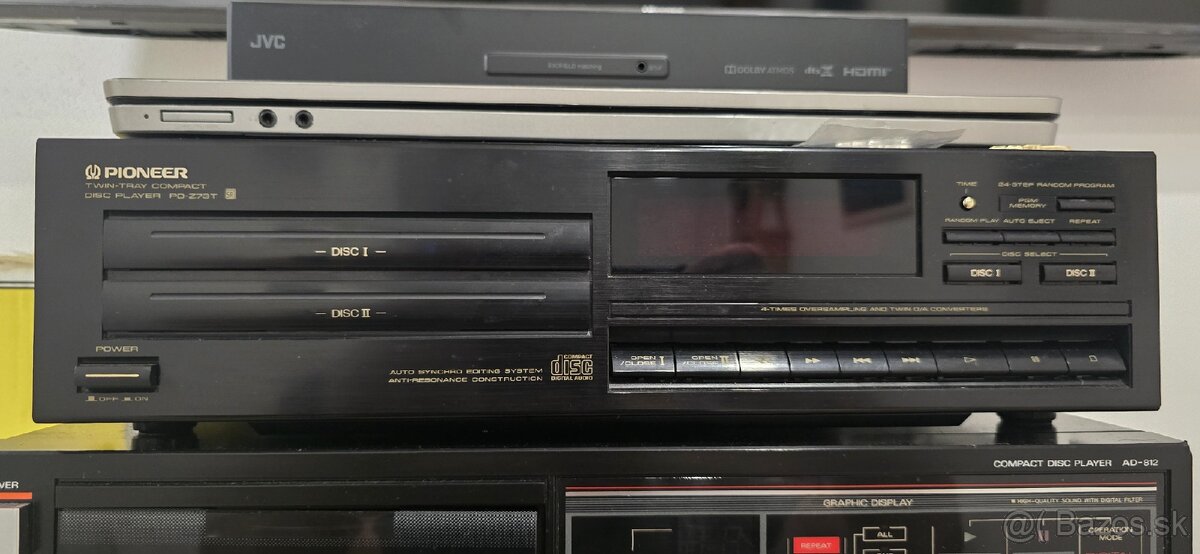 JVC
DOLBY ATMOS dts X HDMI
PIONEER
TWIN-TRAY COMPACT
DISC PLAYER PD-Z73T
TIME
24-STEP RANDOM PROGRAM
PGM
MEMORY
RANDOM PLAY AUTO EJECT REPEAT
DISC SELECT
DISC I DISC II
– DISC I –
– DISC II –
4-TIMES OVERSAMPLING AND TWIN D/A CONVERTERS
POWER
OFF ON
AUTO SYNCHRO EDITING SYSTEM
ANTI-RESONANCE CONSTRUCTION
COMPACT
disc
DIGITAL AUDIO
OPEN
/CLOSE I
OPEN
/CLOSE II
COMPACT DISC PLAYER AD-812
GRAPHIC DISPLAY
HIGH-QUALITY SOUND WITH DIGITAL FILTER
REPEAT
ALL
OPERATION
MODE
Bazos.sk